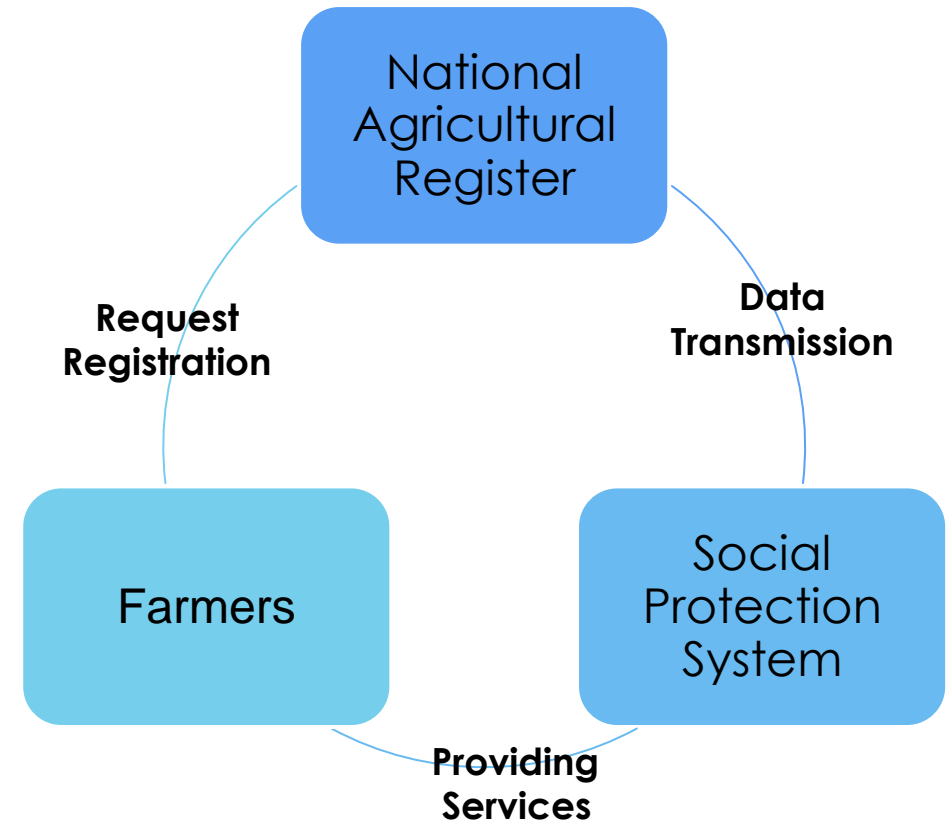 National
Agricultural
Register
Request
Registration
Data
Transmission
Farmers
Social
Protection
System
Providing
Services